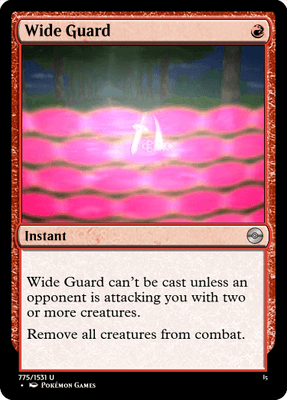 Wide Guard
Instant
Wide Guard can't be cast unless an
opponent is attacking you with two
or more creatures.
Remove all creatures from combat.
775/1531 U
ls
• Pokémon Games